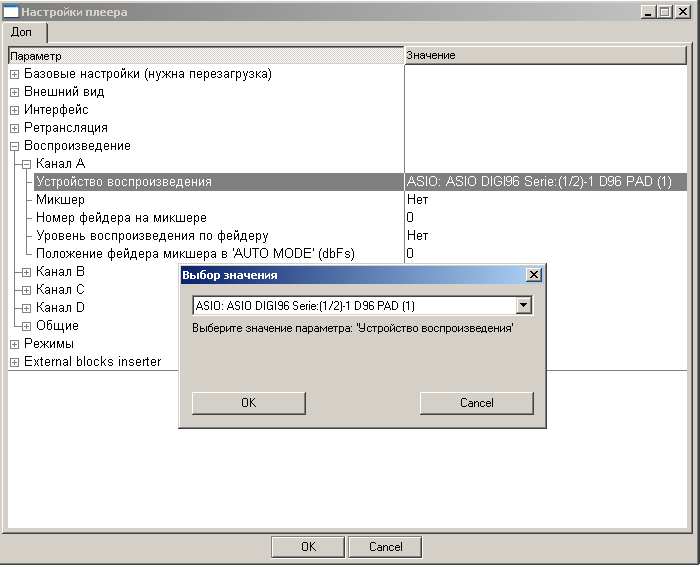 Настройки плеера
Доп
Параметр Значение
Базовые настройки (нужна перезагрузка)
Внешний вид
Интерфейс
Ретрансляция
Воспроизведение
Канал A
Устройство воспроизведения ASIO: ASIO DIGI96 Serie:(1/2)-1 D96 PAD (1)
Микшер Нет
Номер фейдера на микшере 0
Уровень воспроизведения по фейдеру Нет
Положение фейдера микшера в 'AUTO MODE' (dbFs) 0
Канал B
Канал C
Канал D
Общие
Режимы
External blocks inserter
Выбор значения
ASIO: ASIO DIGI96 Serie:(1/2)-1 D96 PAD (1)
Выберите значение параметра: 'Устройство воспроизведения'
OK Cancel
OK Cancel